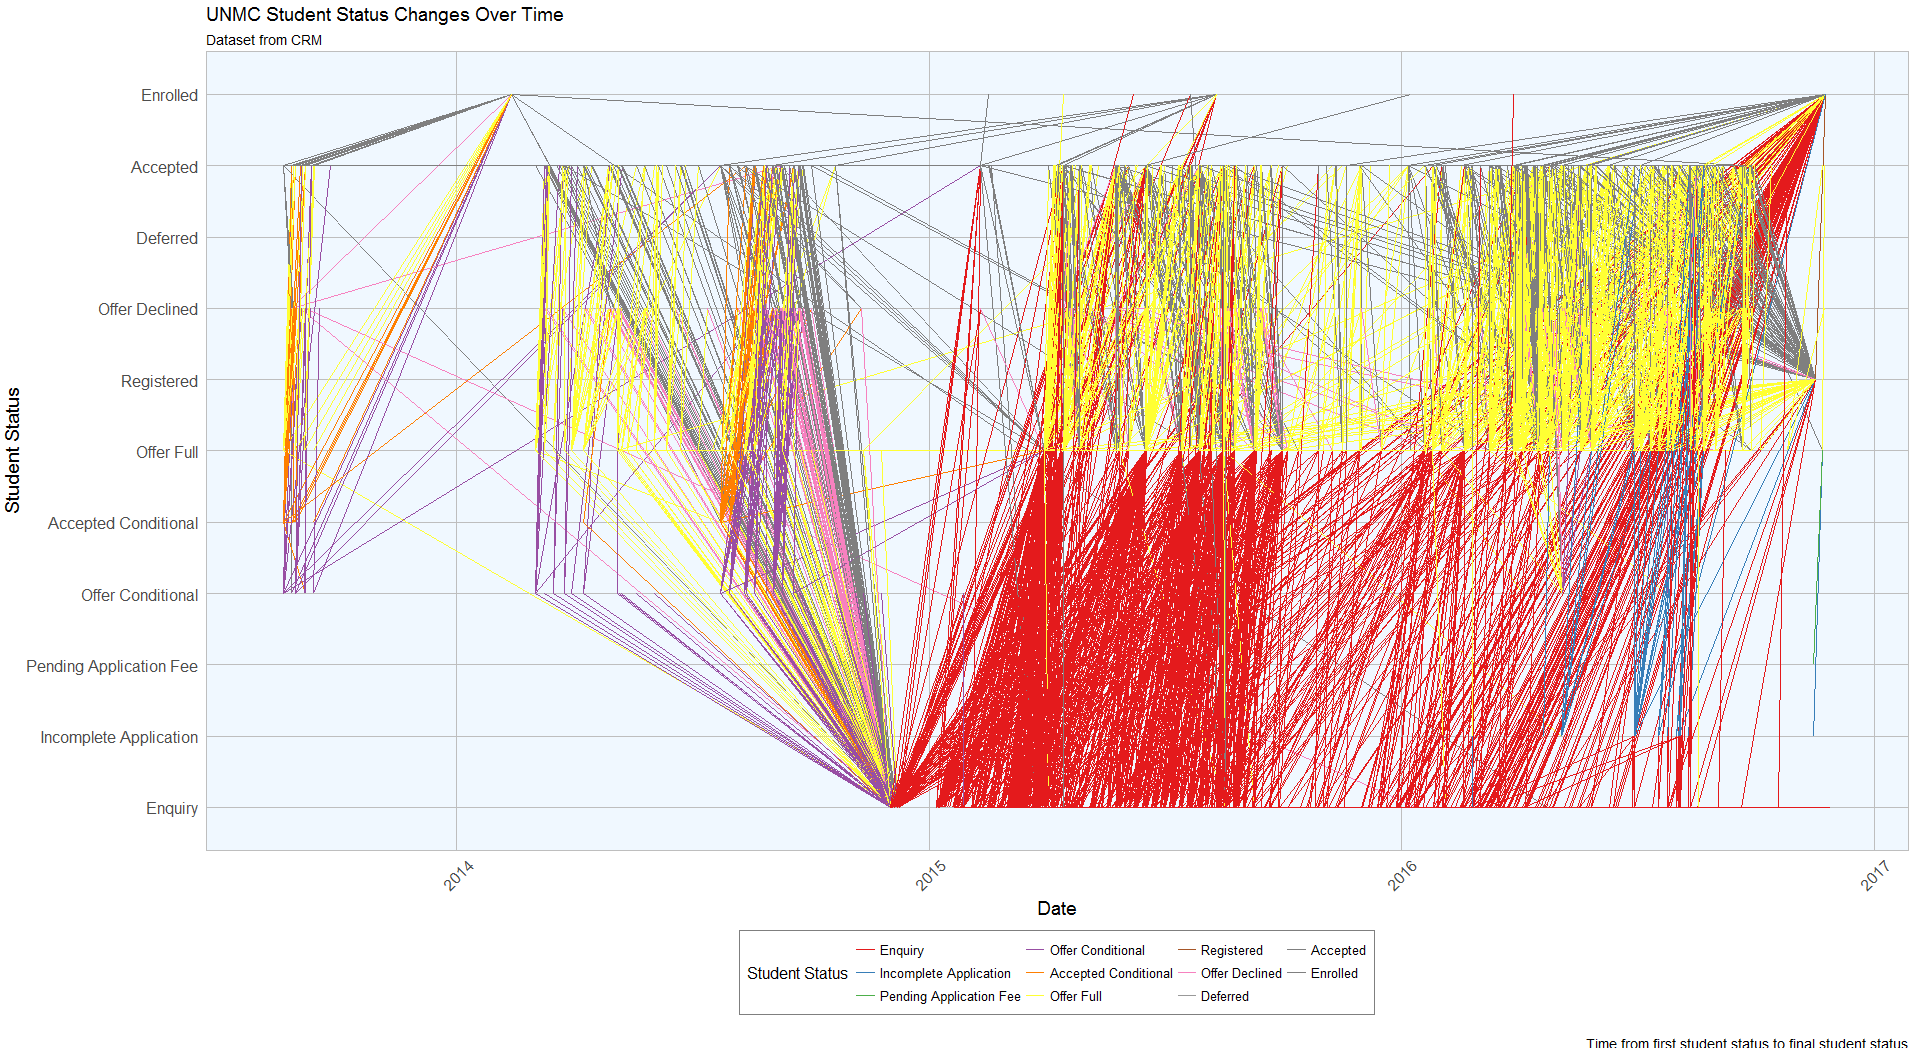 UNMC Student Status Changes Over Time
Dataset from CRM
Student Status
Enrolled
Accepted
Deferred
Offer Declined
Registered
Offer Full
Accepted Conditional
Offer Conditional
Pending Application Fee
Incomplete Application
Enquiry
2014
2015
2016
2017
Date
Student Status
Enquiry
Offer Conditional
Registered
Accepted
Incomplete Application
Accepted Conditional
Offer Declined
Enrolled
Pending Application Fee
Offer Full
Deferred
Time from first student status to final student status